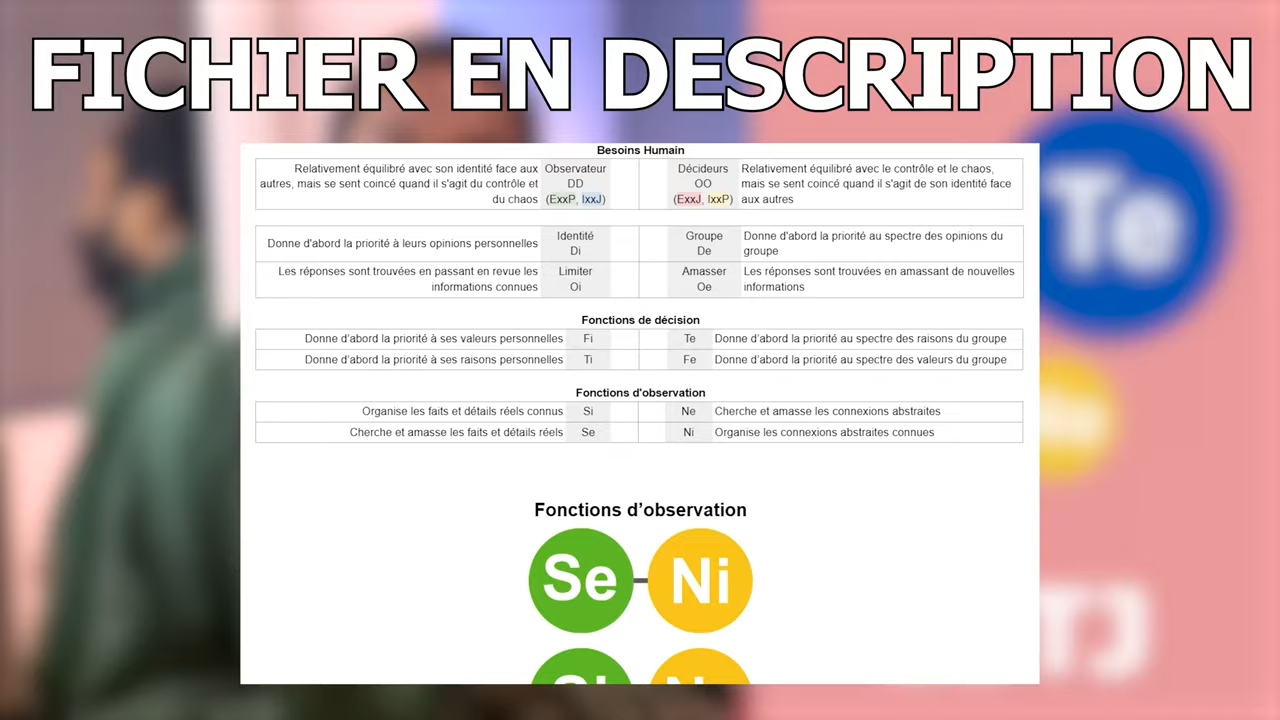 FICHIER EN DESCRIPTION
Besoins Humain
Relativement équilibré avec son identité face aux
autres, mais se sent coincé quand il s'agit du contrôle et
du chaos
Observateur
DD
(ExxP, IxxJ)
Décideurs
OO
(ExxJ, IxxP)
Relativement équilibré avec le contrôle et le chaos,
mais se sent coincé quand il s'agit de son identité face
aux autres
Donne d'abord la priorité à leurs opinions personnelles
Identité
Di
Groupe
De
Donne d'abord la priorité au spectre des opinions du
groupe
Les réponses sont trouvées en passant en revue les
informations connues
Limiter
Oi
Amasser
Oe
Les réponses sont trouvées en amassant de nouvelles
informations
Fonctions de décision
Donne d'abord la priorité à ses valeurs personnelles Fi Te Donne d'abord la priorité au spectre des raisons du groupe
Donne d'abord la priorité à ses raisons personnelles Ti Fe Donne d'abord la priorité au spectre des valeurs du groupe
Fonctions d'observation
Organise les faits et détails réels connus Si Ne Cherche et amasse les connexions abstraites
Cherche et amasse les faits et détails réels Se Ni Organise les connexions abstraites connues
Fonctions d’observation
Se Ni
Te
TJ